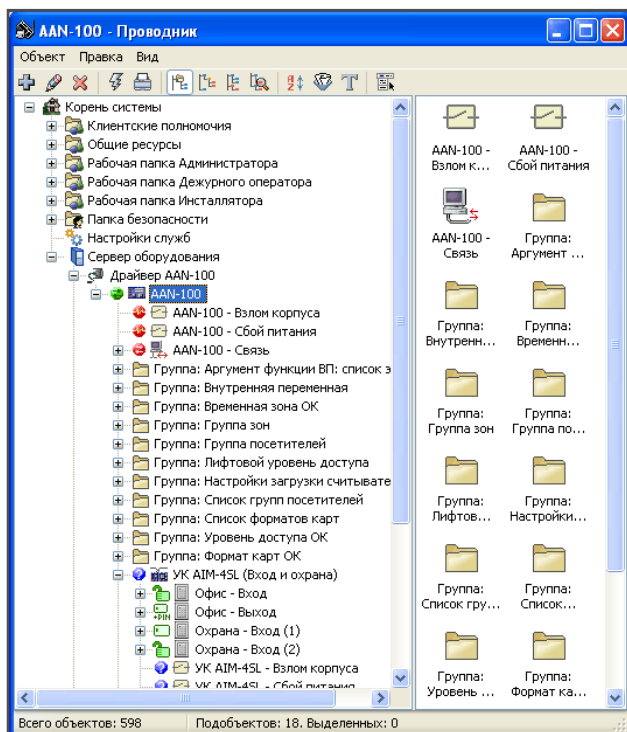 AAN-100 - Проводник
Объект Правка Вид
Корень системы
Клиентские полномочия
Общие ресурсы
Рабочая папка Администратора
Рабочая папка Дежурного оператора
Рабочая папка Инсталлятора
Папка безопасности
Настройки служб
Сервер оборудования
Драйвер AAN-100
AAN-100
AAN-100 - Взлом корпуса
AAN-100 - Сбой питания
AAN-100 - Связь
Группа: Аргумент функции ВП: список э
Группа: Внутренняя переменная
Группа: Временная зона ОК
Группа: Группа зон
Группа: Группа посетителей
Группа: Лифтовой уровень доступа
Группа: Настройки загрузки считывате
Группа: Список групп посетителей
Группа: Список форматов карт
Группа: Уровень доступа ОК
Группа: Формат карт ОК
УК AIM-4SL (Вход и охрана)
Офис - Вход
+PIN Офис - Выход
Охрана - Вход (1)
Охрана - Вход (2)
УК AIM-4SL - Взлом корпуса
УК AIM-4SL - Сбой питания
AAN-100 -
Взлом к...
AAN-100 -
Сбой питания
AAN-100 -
Связь
Группа:
Аргумент ...
Группа:
Внутренн...
Группа:
Временн...
Группа:
Группа зон
Группа:
Группа по...
Группа:
Лифтов...
Группа:
Настройки...
Группа:
Список гру...
Группа:
Список...
Группа:
Уровень ...
Группа:
Формат ка...
Всего объектов: 598 Подобъектов: 18. Выделенных: 0